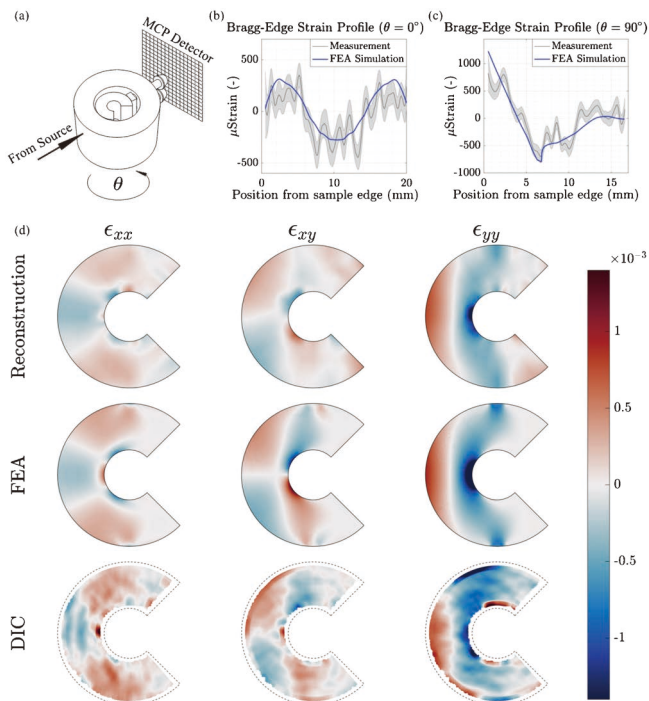 (a)
MCP Detector
From Source
θ
(b)
Bragg-Edge Strain Profile (θ = 0°)
Measurement
FEA Simulation
μStrain (-)
500
0
-500
0
5
10
15
20
Position from sample edge (mm)
(c)
Bragg-Edge Strain Profile (θ = 90°)
Measurement
FEA Simulation
μStrain (-)
1000
500
0
-500
-1000
0
5
10
15
Position from sample edge (mm)
(d)
ϵxx
ϵxy
ϵyy
Reconstruction
FEA
DIC
×10⁻³
1
0.5
0
-0.5
-1